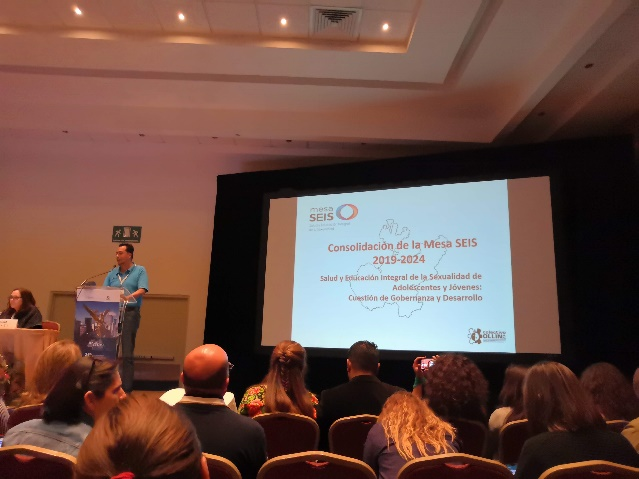 mesa
SEIS
Consolidación de la Mesa SEIS
2019-2024
Salud y Educación Integral de la Sexualidad de
Adolescentes y Jóvenes:
Cuestión de Gobernanza y Desarrollo
OLLIN